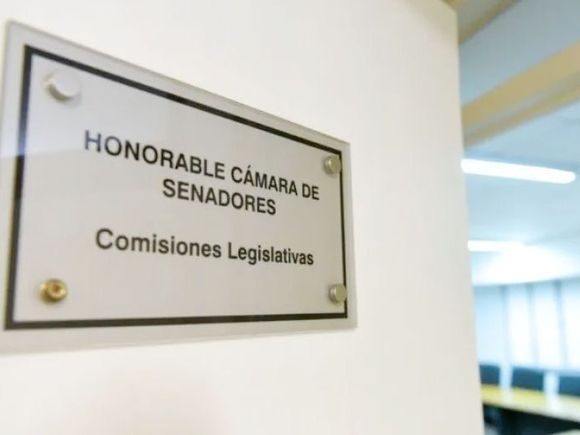 HONORABLE CÁMARA DE
SENADORES
Comisiones Legislativas